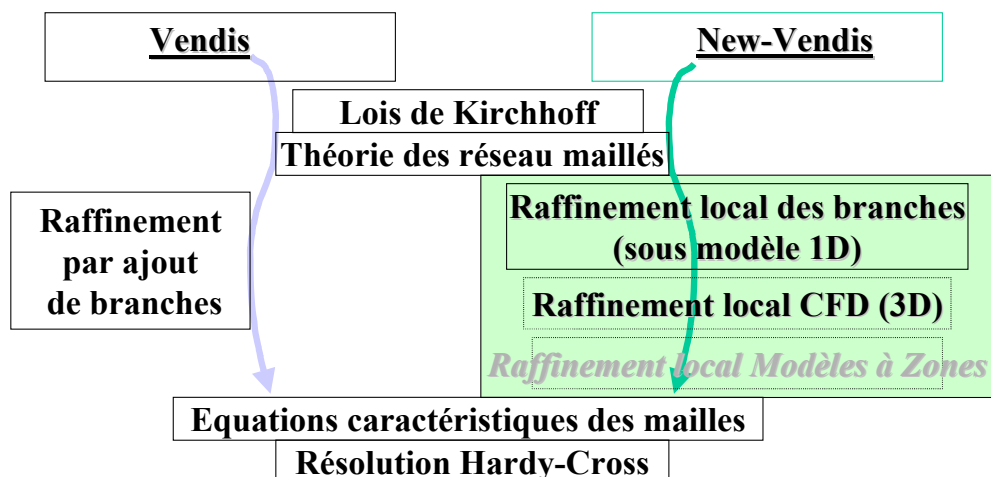 Vendis
New-Vendis
Lois de Kirchhoff
Théorie des réseau maillés
Raffinement
par ajout
de branches
Raffinement local des branches
(sous modèle 1D)
Raffinement local CFD (3D)
Raffinement local Modèles à Zones
Equations caractéristiques des mailles
Résolution Hardy-Cross